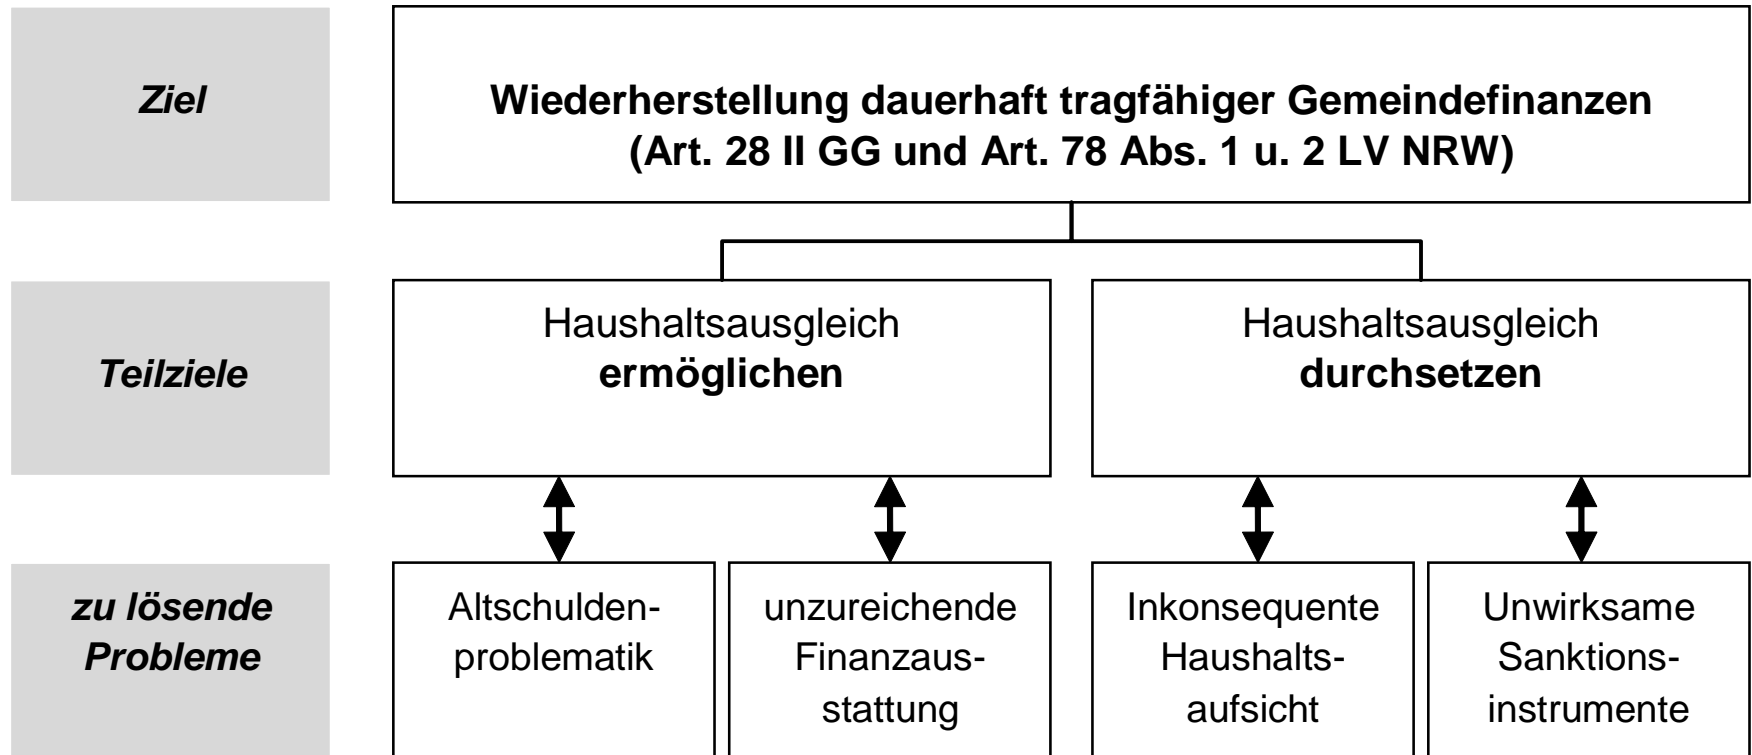 Ziel
Wiederherstellung dauerhaft tragfähiger Gemeindefinanzen
(Art. 28 II GG und Art. 78 Abs. 1 u. 2 LV NRW)
Teilziele
Haushaltsausgleich
ermöglichen
Haushaltsausgleich
durchsetzen
zu lösende
Probleme
Altschulden-
problematik
unzureichende
Finanzaus-
stattung
Inkonsequente
Haushalts-
aufsicht
Unwirksame
Sanktions-
instrumente